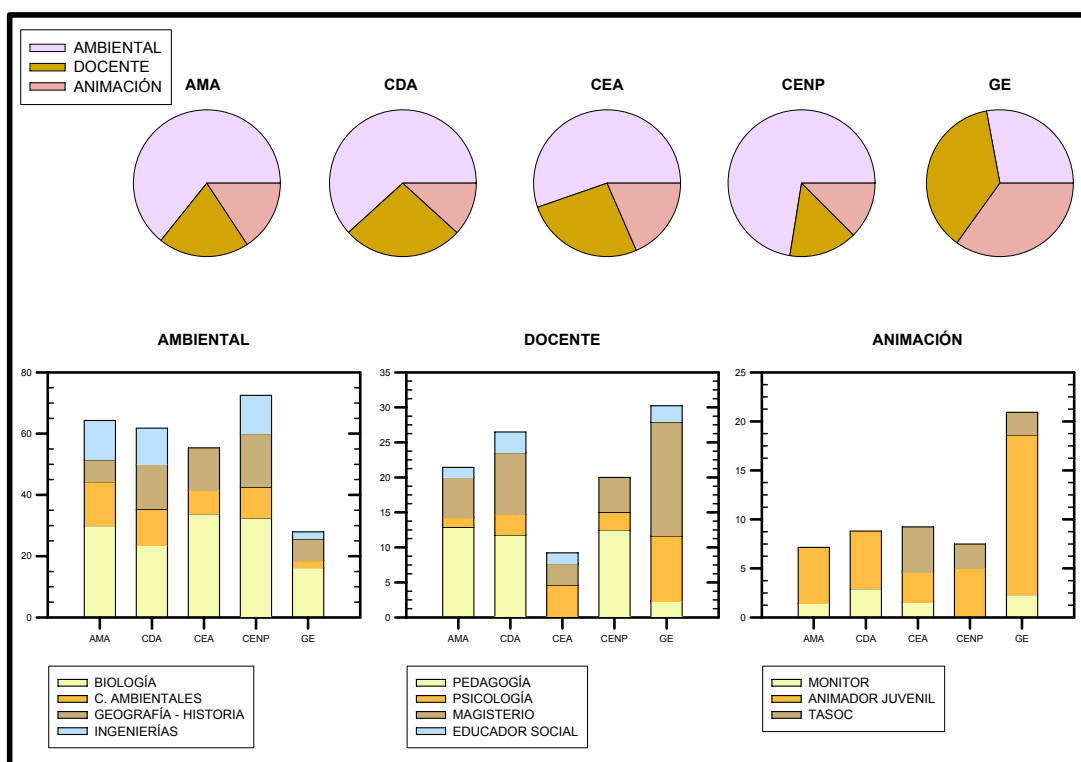 AMBIENTAL
DOCENTE
ANIMACIÓN
AMA
CDA
CEA
CENP
GE
AMBIENTAL
80
60
40
20
0
AMA
CDA
CEA
CENP
GE
BIOLOGÍA
C. AMBIENTALES
GEOGRAFÍA - HISTORIA
INGENIERÍAS
DOCENTE
35
30
25
20
15
10
5
0
AMA
CDA
CEA
CENP
GE
PEDAGOGÍA
PSICOLOGÍA
MAGISTERIO
EDUCADOR SOCIAL
ANIMACIÓN
25
20
15
10
5
0
AMA
CDA
CEA
CENP
GE
MONITOR
ANIMADOR JUVENIL
TASOC